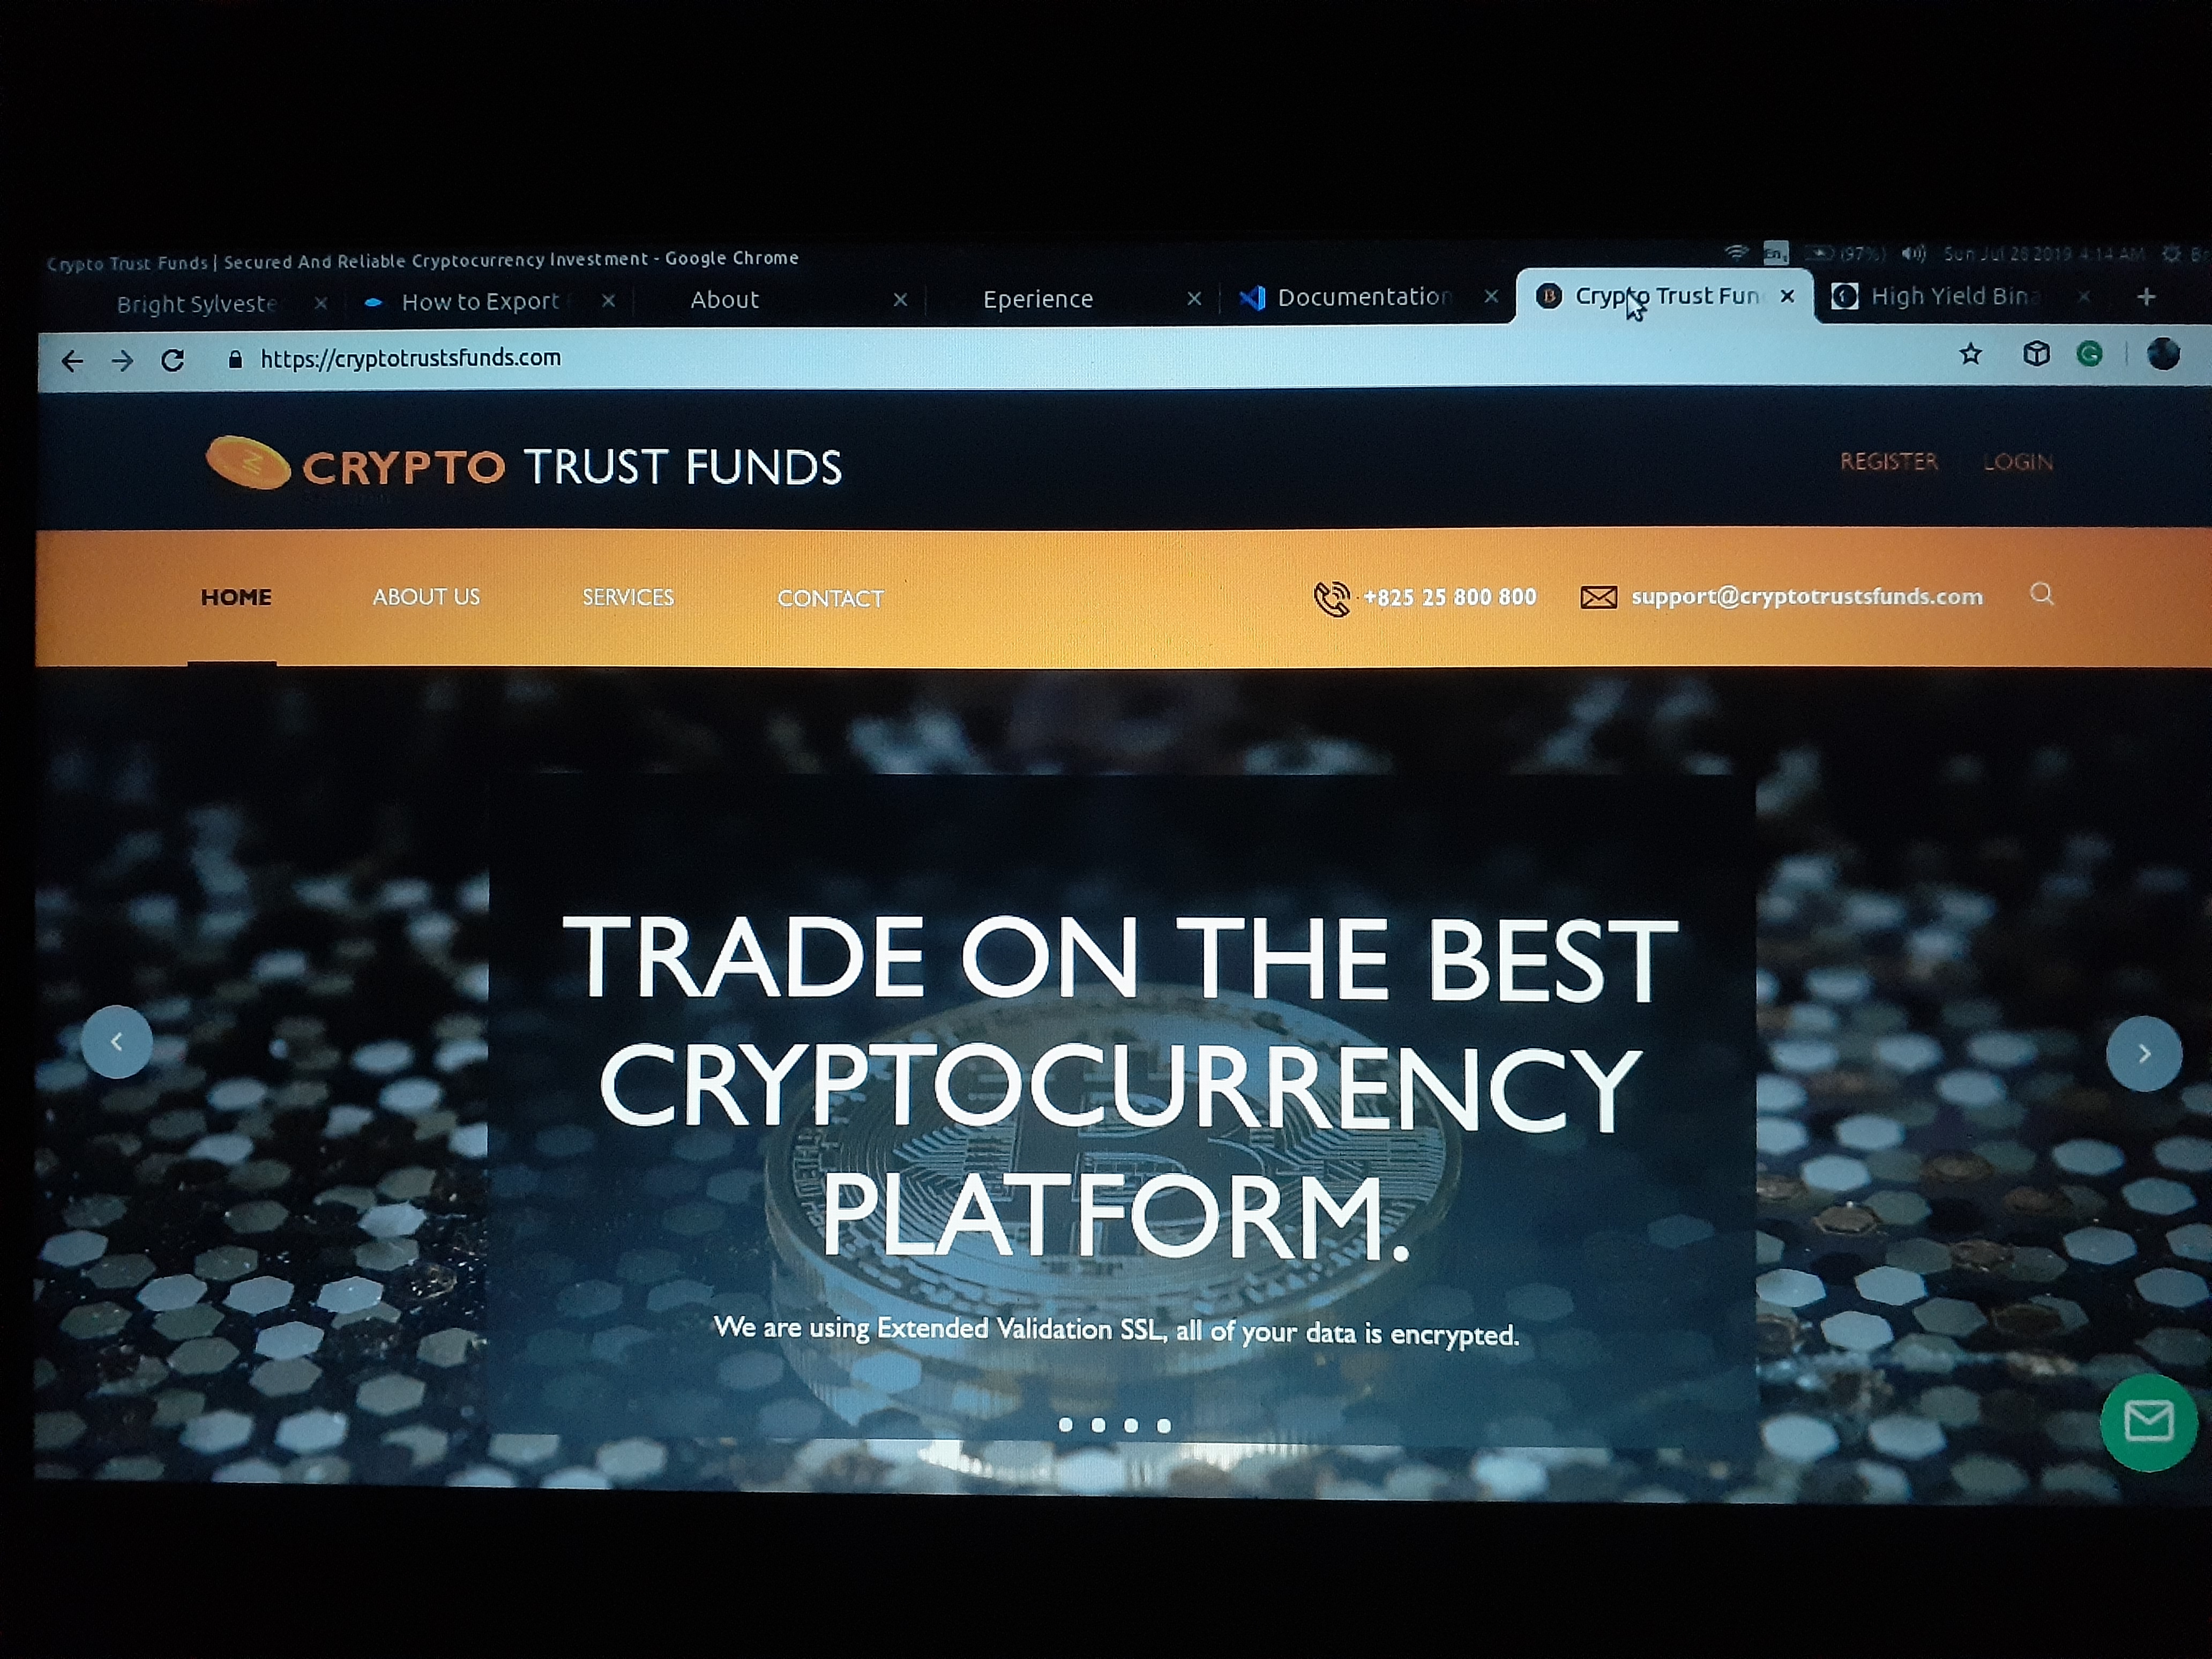 Crypto Trust Funds | Secured And Reliable Cryptocurrency Investment - Google Chrome
(97%) Sun Jul 28 2019 4:14 AM
Bright Sylveste
How to Export
About
Eperience
Documentation
Crypto Trust Fun
High Yield Bina
https://cryptotrustsfunds.com
CRYPTO TRUST FUNDS
REGISTER LOGIN
HOME ABOUT US SERVICES CONTACT +825 25 800 800 support@cryptotrustsfunds.com
TRADE ON THE BEST
CRYPTOCURRENCY
PLATFORM.
We are using Extended Validation SSL, all of your data is encrypted.